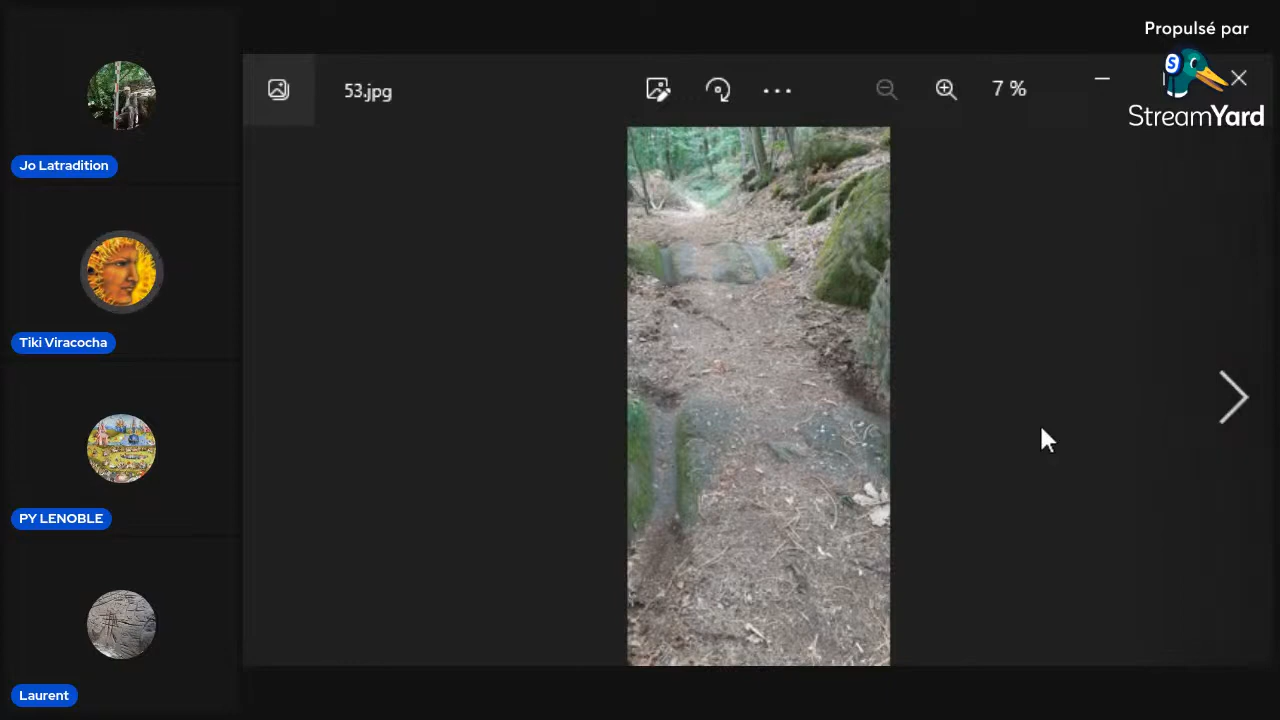 Propulsé par
StreamYard
53.jpg
7 %
Jo Latradition
Tiki Viracocha
PY LENOBLE
Laurent